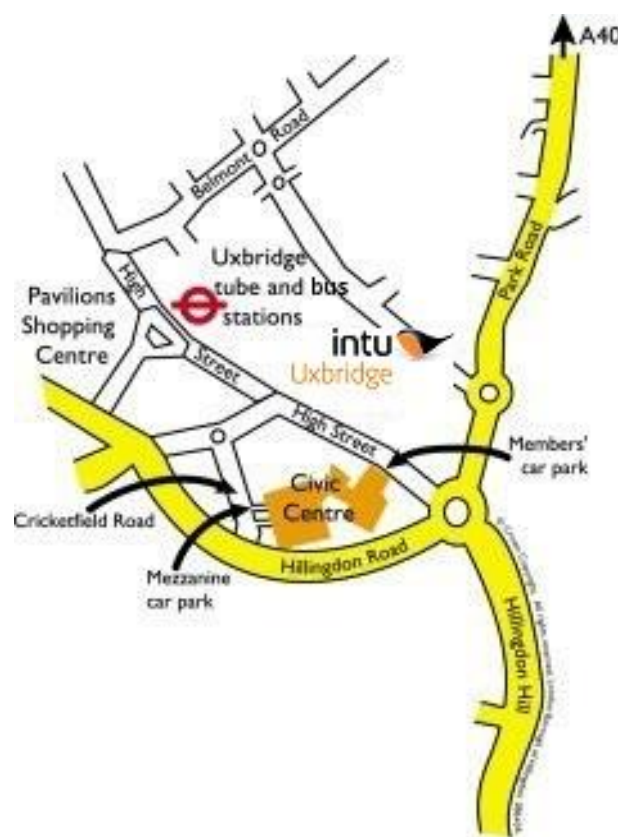 A40
Belmont Road
Park Road
High
Street
Uxbridge
tube and bus
stations
Pavilions
Shopping
Centre
intu
Uxbridge
High Street
Members'
car park
Civic
Centre
Cricketfield Road
Hillingdon Road
Mezzanine
car park
Hillingdon Hill